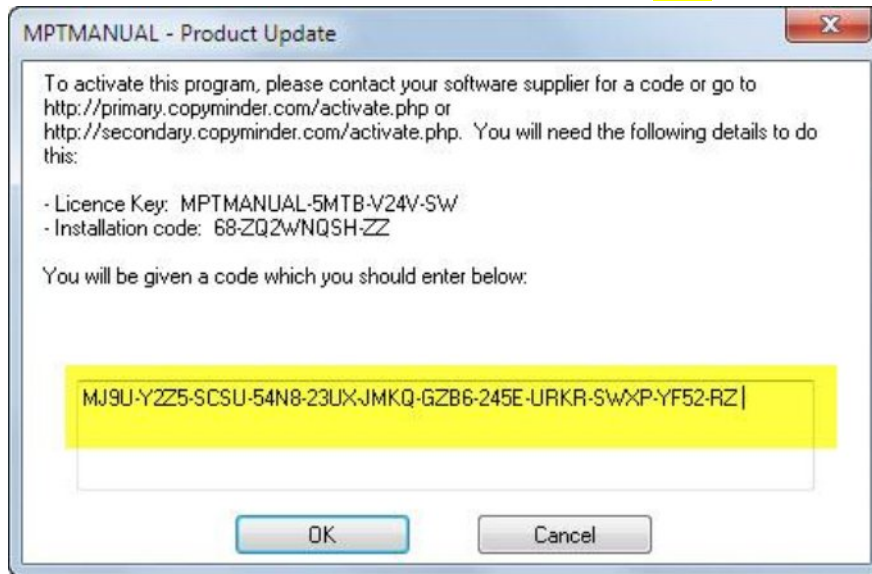 MPTMANUAL - Product Update
To activate this program, please contact your software supplier for a code or go to
http://primary.copyminder.com/activate.php or
http://secondary.copyminder.com/activate.php. You will need the following details to do
this:
- Licence Key: MPTMANUAL-5MTB-V24V-SW
- Installation code: 68-ZQ2WNQSH-ZZ
You will be given a code which you should enter below:
MJ9U-Y2Z5-SCSU-54N8-23UX-JMKQ-GZB6-245E-URKR-SWXP-YF52-RZ
OK Cancel